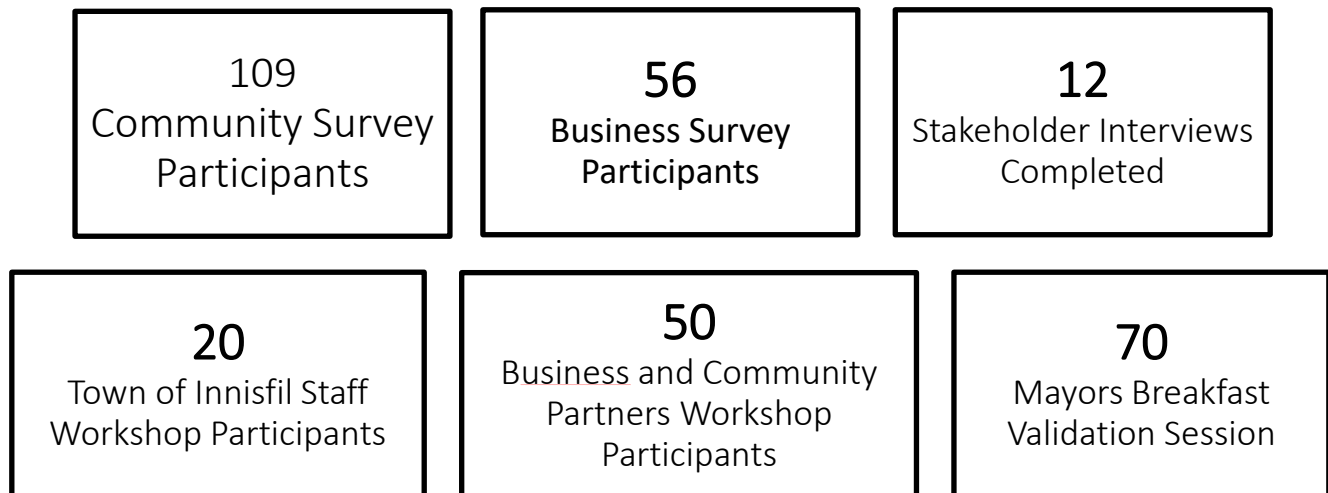 109
Community Survey
Participants
56
Business Survey
Participants
12
Stakeholder Interviews
Completed
20
Town of Innisfil Staff
Workshop Participants
50
Business and Community
Partners Workshop
Participants
70
Mayors Breakfast
Validation Session